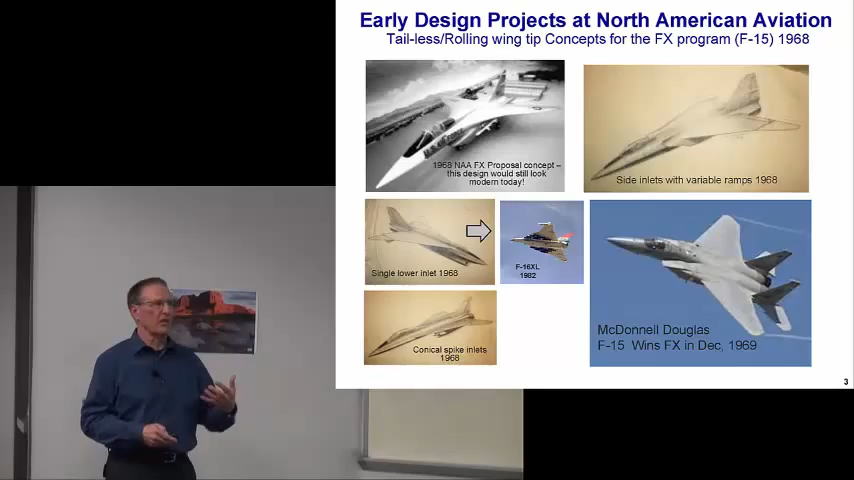 Early Design Projects at North American Aviation
Tail-less/Rolling wing tip Concepts for the FX program (F-15) 1968
1968 NAA FX Proposal concept –
this design would still look
modern today!
Side inlets with variable ramps 1968
Single lower inlet 1968
F-16XL
1982
Conical spike inlets
1968
McDonnell Douglas
F-15 Wins FX in Dec, 1969
3